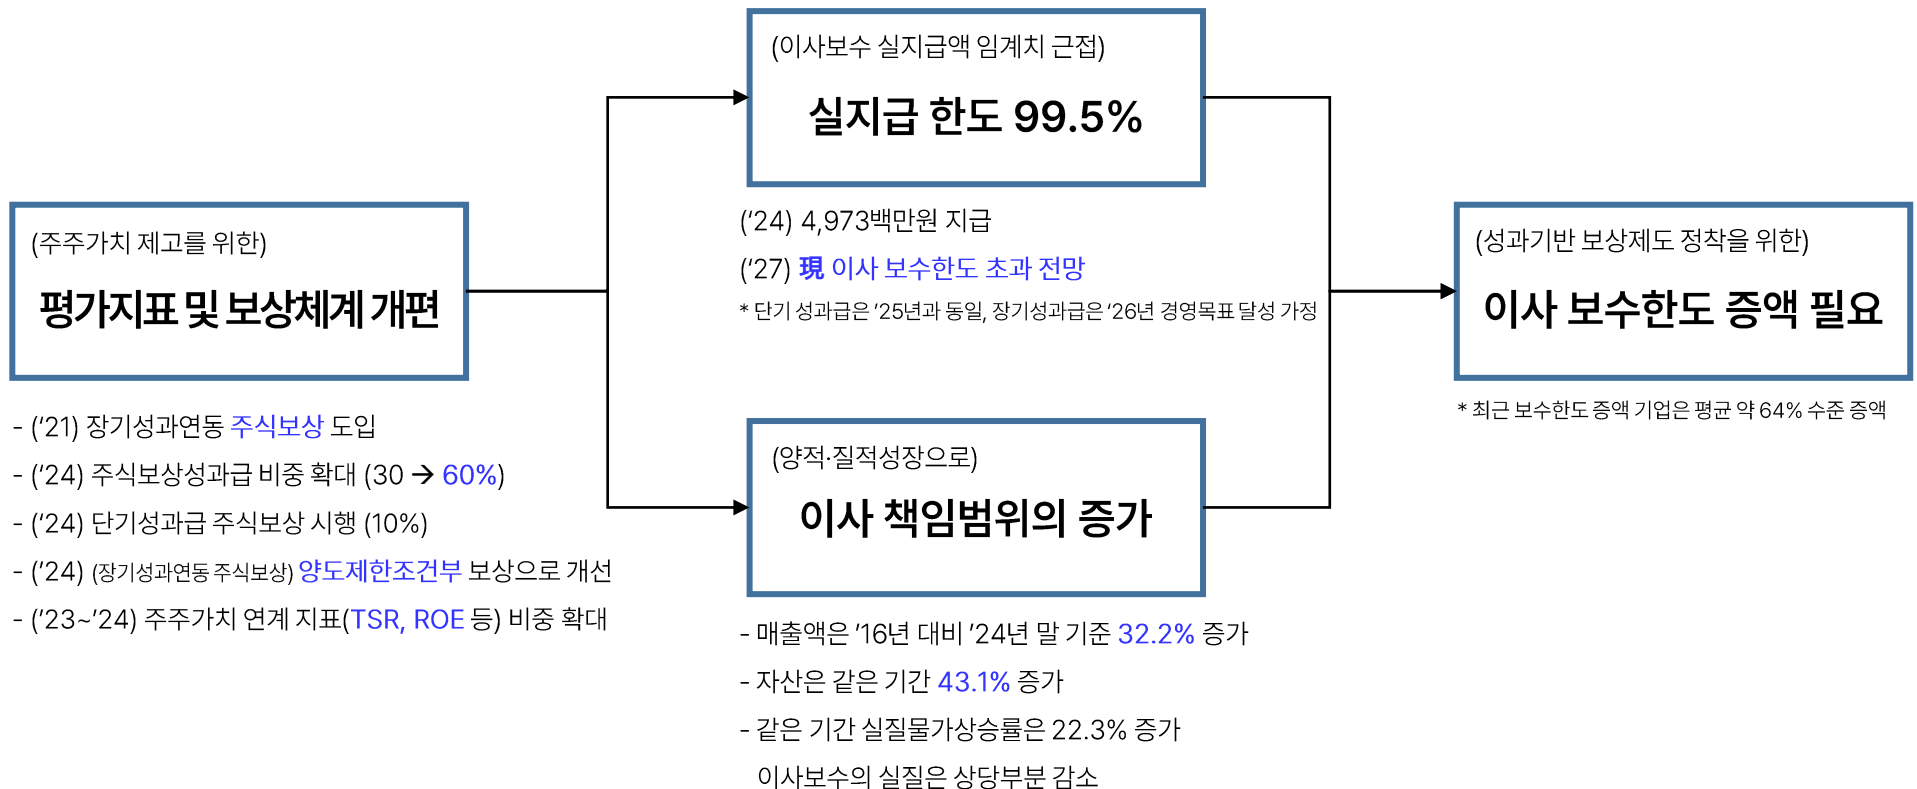 (주주가치 제고를 위한)
평가지표 및 보상체계 개편
- (‘21) 장기성과연동 주식보상 도입
- (‘24) 주식보상성과급 비중 확대 (30 → 60%)
- (‘24) 단기성과급 주식보상 시행 (10%)
- (‘24) (장기성과연동 주식보상) 양도제한조건부 보상으로 개선
- (‘23~’24) 주주가치 연계 지표(TSR, ROE 등) 비중 확대
(이사보수 실지급액 임계치 근접)
실지급 한도 99.5%
(‘24) 4,973백만원 지급
(‘27) 現 이사 보수한도 초과 전망
* 단기 성과급은 ‘25년과 동일, 장기성과급은 ‘26년 경영목표 달성 가정
(양적·질적성장으로)
이사 책임범위의 증가
- 매출액은 ’16년 대비 ’24년 말 기준 32.2% 증가
- 자산은 같은 기간 43.1% 증가
- 같은 기간 실질물가상승률은 22.3% 증가
이사보수의 실질은 상당부분 감소
(성과기반 보상제도 정착을 위한)
이사 보수한도 증액 필요
* 최근 보수한도 증액 기업은 평균 약 64% 수준 증액